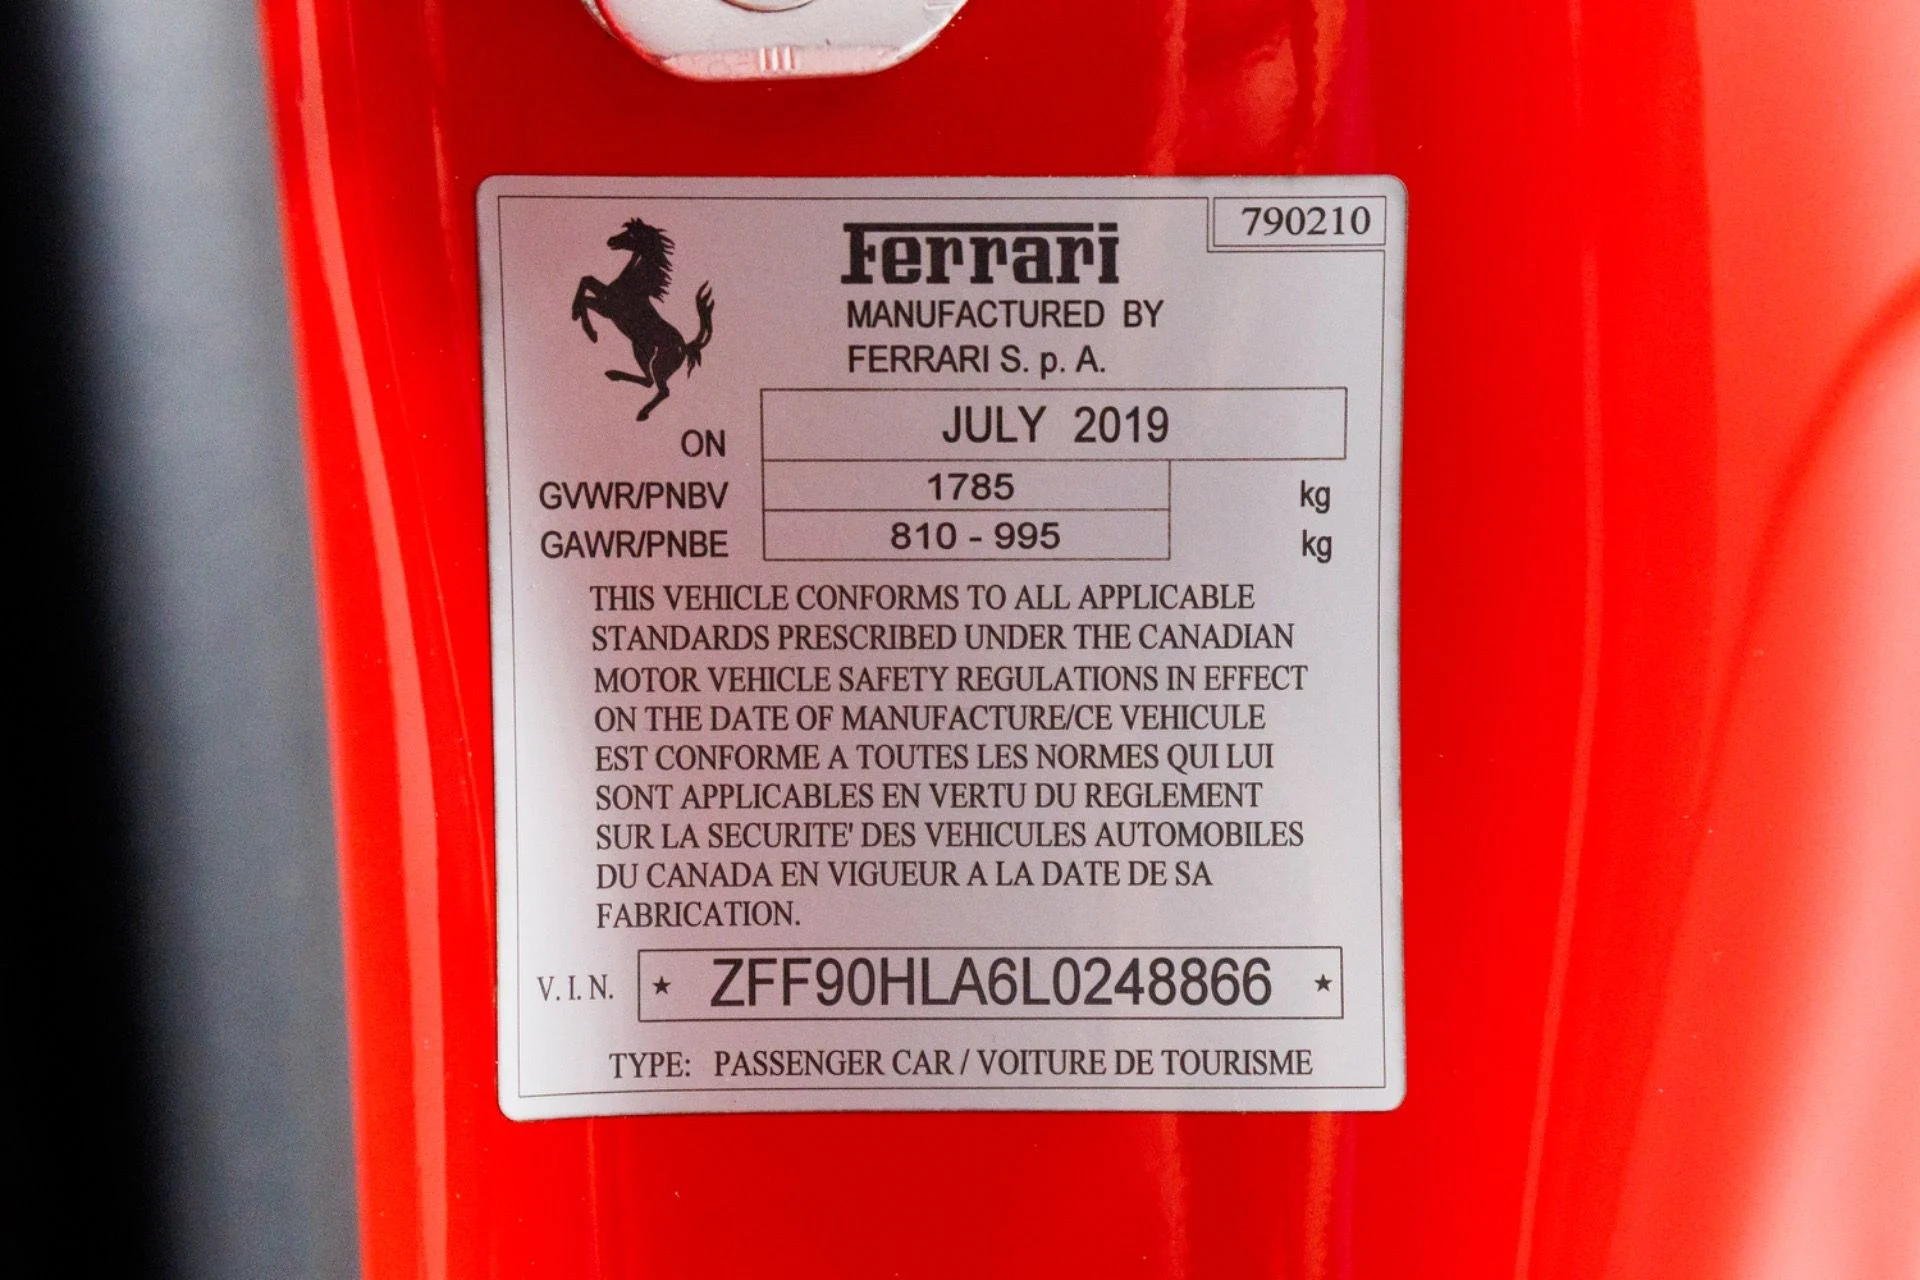 790210
Ferrari
MANUFACTURED BY
FERRARI S. p. A.
ON JULY 2019
GVWR/PNBV 1785 kg
GAWR/PNBE 810 - 995 kg
THIS VEHICLE CONFORMS TO ALL APPLICABLE
STANDARDS PRESCRIBED UNDER THE CANADIAN
MOTOR VEHICLE SAFETY REGULATIONS IN EFFECT
ON THE DATE OF MANUFACTURE/CE VEHICULE
EST CONFORME A TOUTES LES NORMES QUI LUI
SONT APPLICABLES EN VERTU DU REGLEMENT
SUR LA SECURITE' DES VEHICULES AUTOMOBILES
DU CANADA EN VIGUEUR A LA DATE DE SA
FABRICATION.
V. I. N. ★ ZFF90HLA6L0248866 ★
TYPE: PASSENGER CAR / VOITURE DE TOURISME